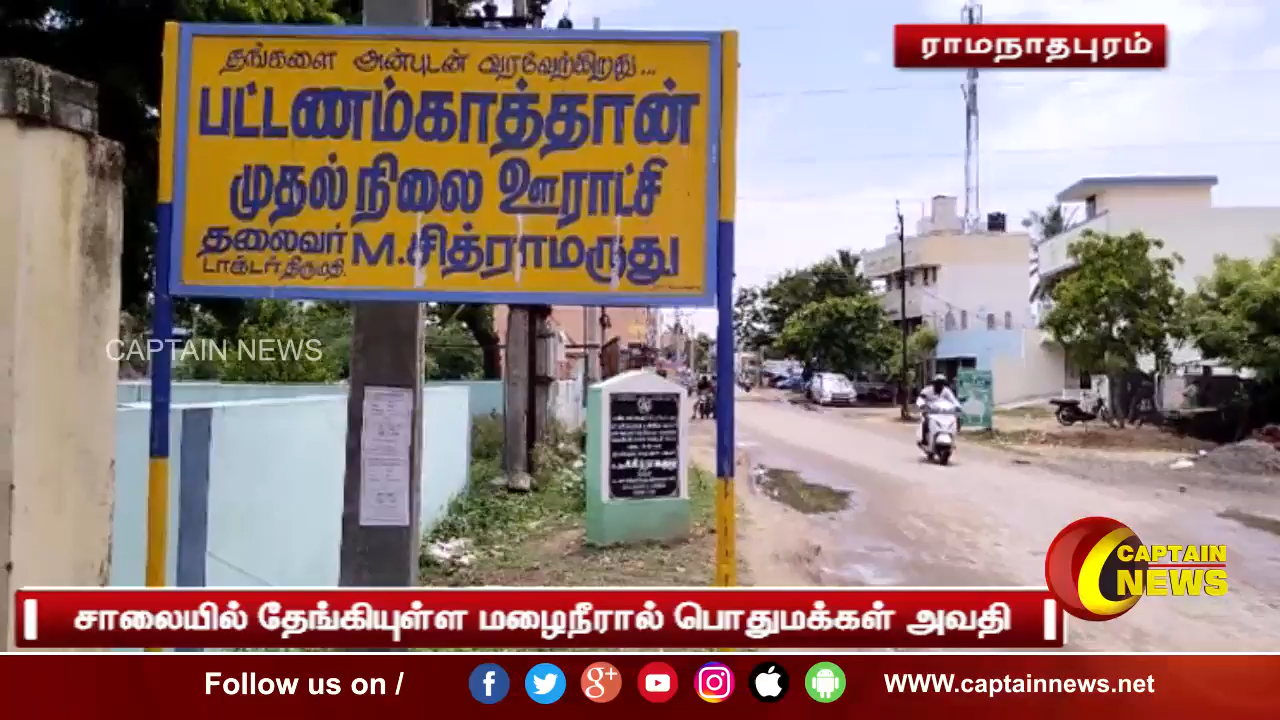 ராமநாதபுரம்
தங்களை அன்புடன் வரவேற்கிறது...
பட்டணம்காத்தான்
முதல் நிலை ஊராட்சி
தலைவர் M.சித்ராமருது
டாக்டர் திருமதி.
CAPTAIN NEWS
CAPTAIN
NEWS
சாலையில் தேங்கியுள்ள மழைநீரால் பொதுமக்கள் அவதி
Follow us on / WWW.captainnews.net